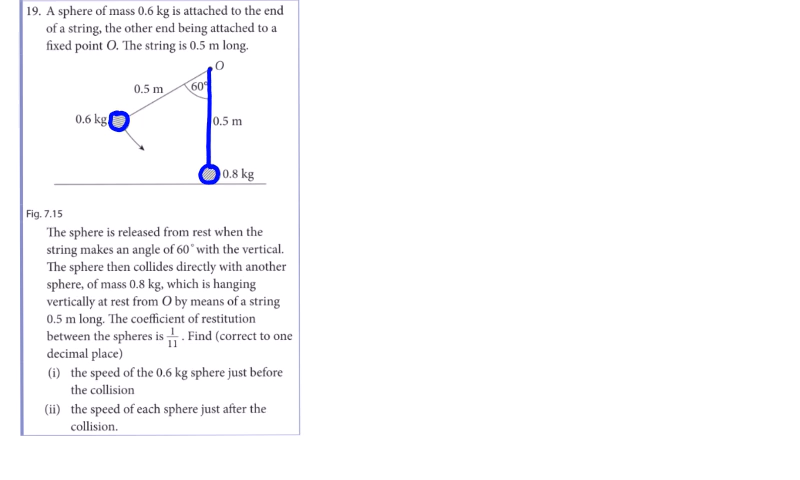 19. A sphere of mass 0.6 kg is attached to the end
of a string, the other end being attached to a
fixed point O. The string is 0.5 m long.
O
0.5 m
60°
0.6 kg
0.5 m
0.8 kg
Fig. 7.15
The sphere is released from rest when the
string makes an angle of 60° with the vertical.
The sphere then collides directly with another
sphere, of mass 0.8 kg, which is hanging
vertically at rest from O by means of a string
0.5 m long. The coefficient of restitution
between the spheres is 1/11. Find (correct to one
decimal place)
(i) the speed of the 0.6 kg sphere just before
the collision
(ii) the speed of each sphere just after the
collision.